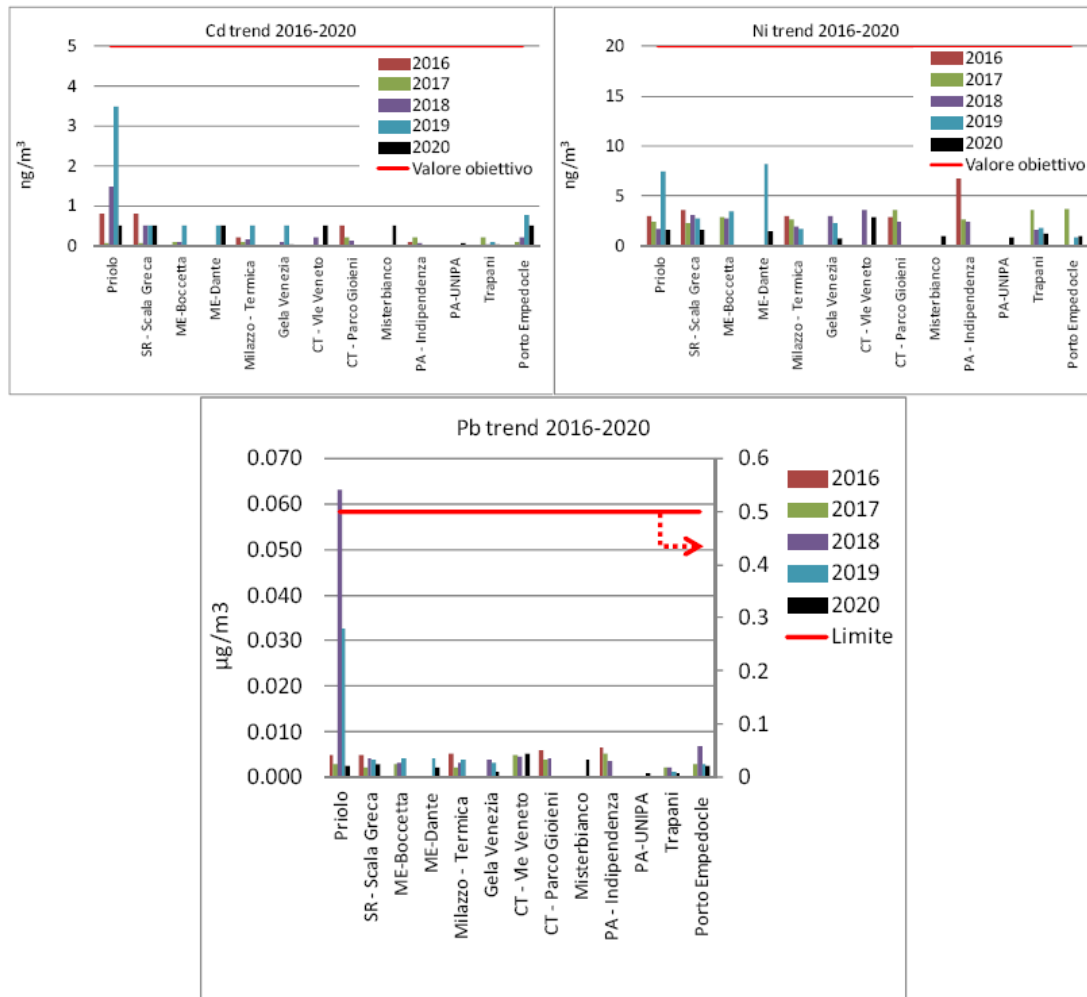 Cd trend 2016-2020
5
4
3
2
1
0
ng/m³
2016
2017
2018
2019
2020
Valore obiettivo
Priolo
SR - Scala Greca
ME-Boccetta
ME-Dante
Milazzo - Termica
Gela Venezia
CT - Vle Veneto
CT - Parco Gioieni
Misterbianco
PA - Indipendenza
PA-UNIPA
Trapani
Porto Empedocle
Ni trend 2016-2020
20
15
10
5
0
ng/m³
2016
2017
2018
2019
2020
Valore obiettivo
Priolo
SR - Scala Greca
ME-Boccetta
ME-Dante
Milazzo - Termica
Gela Venezia
CT - Vle Veneto
CT - Parco Gioieni
Misterbianco
PA - Indipendenza
PA-UNIPA
Trapani
Porto Empedocle
Pb trend 2016-2020
0.070
0.060
0.050
0.040
0.030
0.020
0.010
0.000
µg/m3
0.6
0.5
0.4
0.3
0.2
0.1
0
2016
2017
2018
2019
2020
Limite
Priolo
SR - Scala Greca
ME-Boccetta
ME-Dante
Milazzo - Termica
Gela Venezia
CT - Vle Veneto
CT - Parco Gioieni
Misterbianco
PA - Indipendenza
PA-UNIPA
Trapani
Porto Empedocle